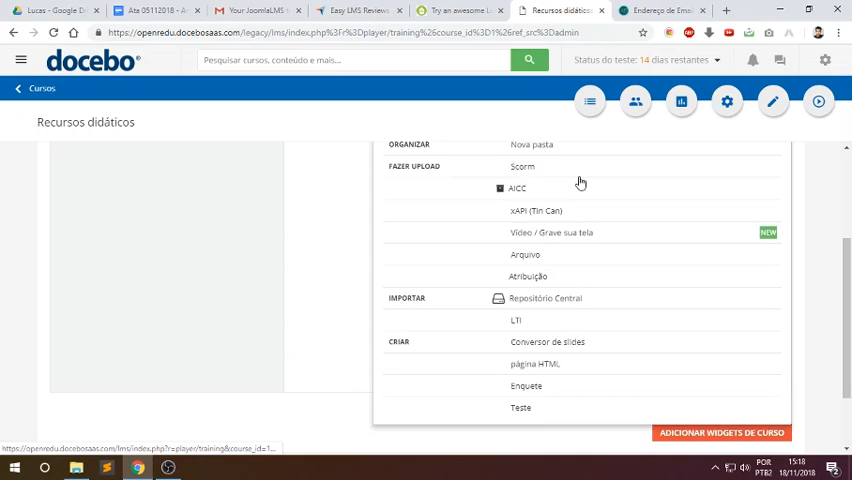 Lucas - Google D
Ata 05112018 - A
Your JoomlaLMS t
Easy LMS Reviews
Try an awesome L
Recursos didátic
Endereço de Emai
https://openredu.docebosaas.com/legacy/lms/index.php%3Fr%3Dplayer/training%26course_id%3D1%26ref_src%3Dadmin
docebo
Pesquisar cursos, conteúdo e mais...
Status do teste: 14 dias restantes
Cursos
Recursos didáticos
ORGANIZAR Nova pasta
FAZER UPLOAD Scorm
AICC
xAPI (Tin Can)
Vídeo / Grave sua tela NEW
Arquivo
Atribuição
IMPORTAR Repositório Central
LTI
CRIAR Conversor de slides
página HTML
Enquete
Teste
ADICIONAR WIDGETS DE CURSO
https://openredu.docebosaas.com/lms/index.php?r=player/training&course_id=1...
POR 15:18
PTB2 18/11/2018
2